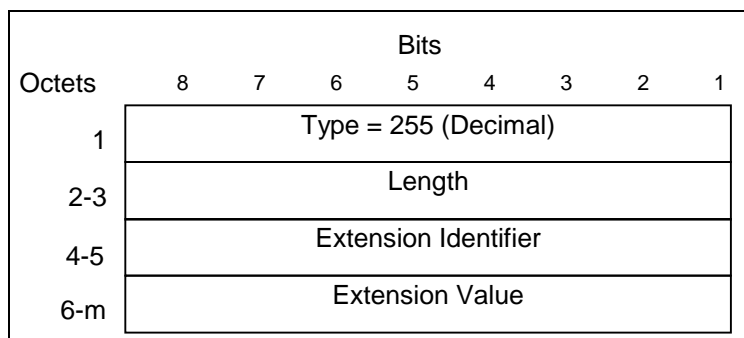 Bits
Octets 8 7 6 5 4 3 2 1
1 Type = 255 (Decimal)
2-3 Length
4-5 Extension Identifier
6-m Extension Value